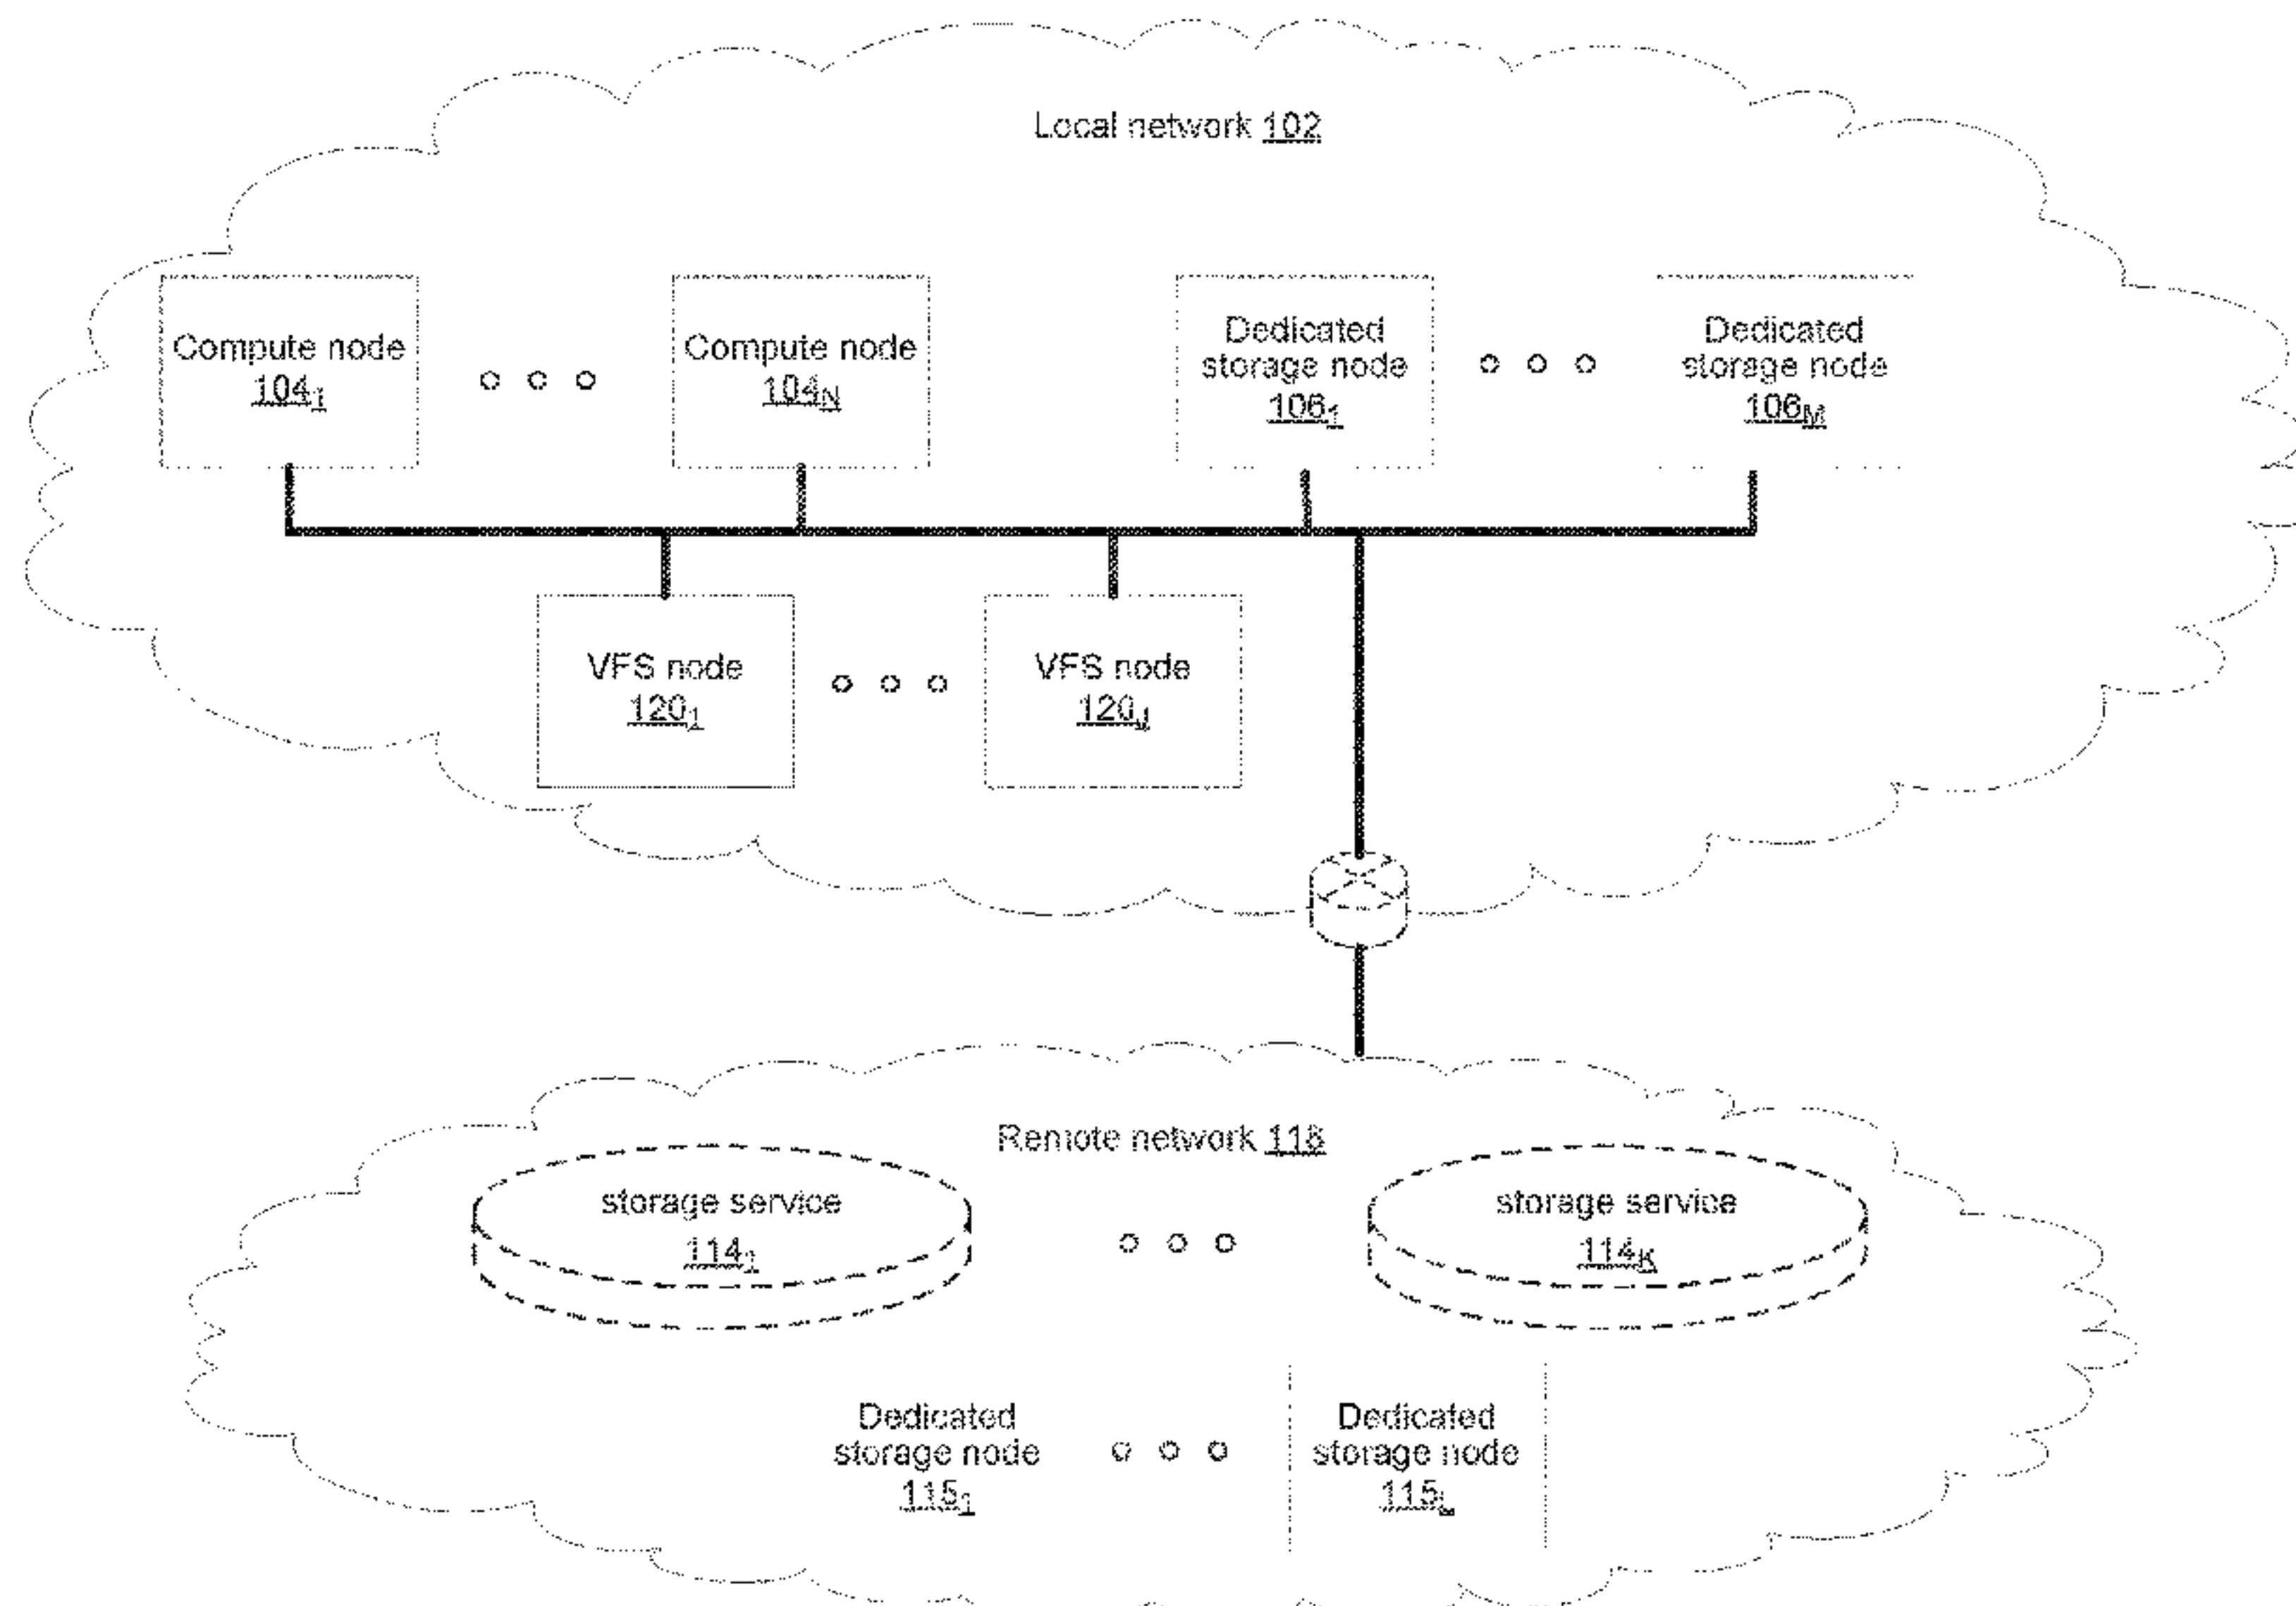 Local network 102
Compute node
104₁
Compute node
104N
Dedicated
storage node
106₁
Dedicated
storage node
106M
VFS node
120₁
VFS node
120J
Remote network 118
storage service
114₁
storage service
114K
Dedicated
storage node
115₁
Dedicated
storage node
115L